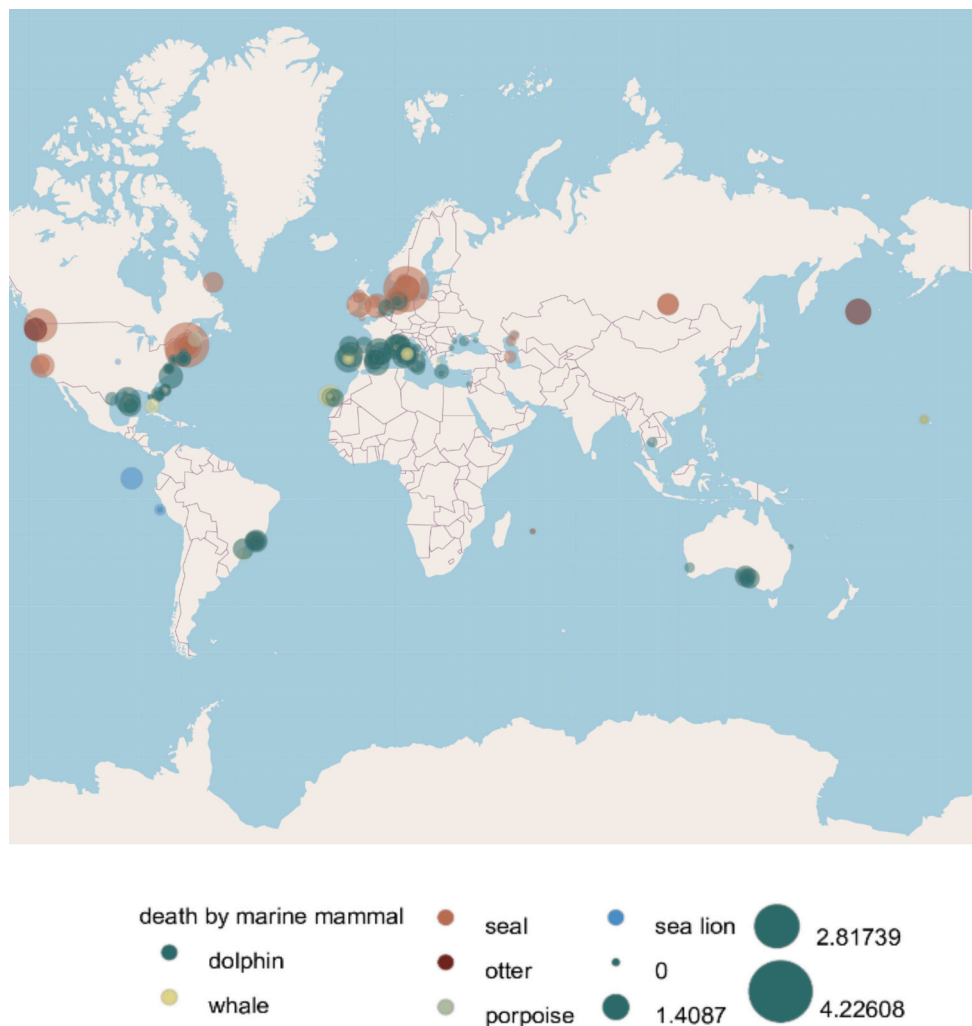 death by marine mammal
dolphin
whale
seal
otter
porpoise
sea lion
0
1.4087
2.81739
4.22608